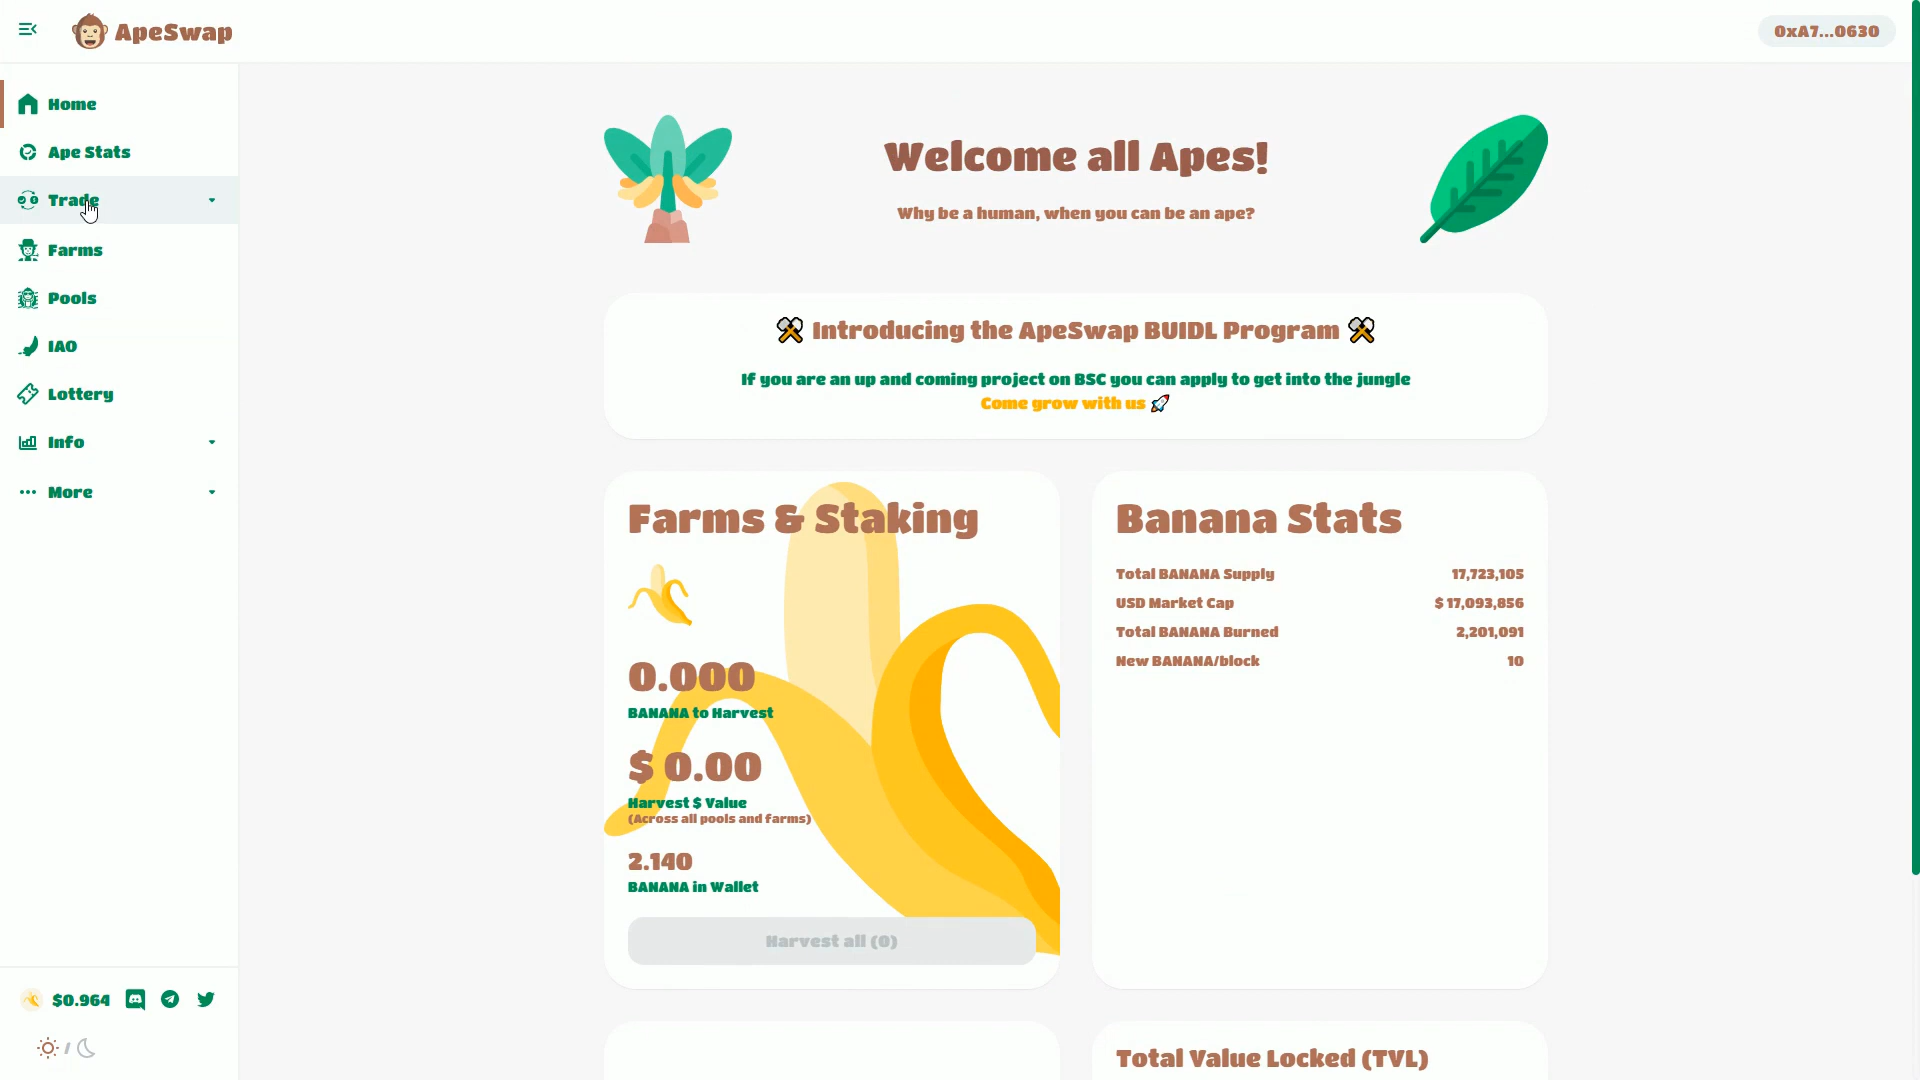 ApeSwap
0xA7...0630
Home
Ape Stats
Trade
Farms
Pools
IAO
Lottery
Info
More
$0.964
/
Welcome all Apes!
Why be a human, when you can be an ape?
Introducing the ApeSwap BUIDL Program
If you are an up and coming project on BSC you can apply to get into the jungle
Come grow with us 🚀
Farms & Staking
0.000
BANANA to Harvest
$ 0.00
Harvest $ Value
(Across all pools and farms)
2.140
BANANA in Wallet
Harvest all (0)
Banana Stats
Total BANANA Supply 17,723,105
USD Market Cap $ 17,093,856
Total BANANA Burned 2,201,091
New BANANA/block 10
Total Value Locked (TVL)